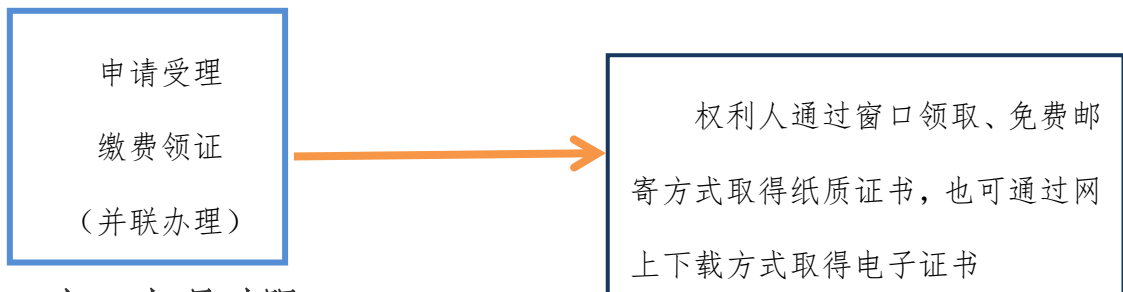 申请受理
缴费领证
（并联办理）
权利人通过窗口领取、免费邮
寄方式取得纸质证书，也可通过网
上下载方式取得电子证书